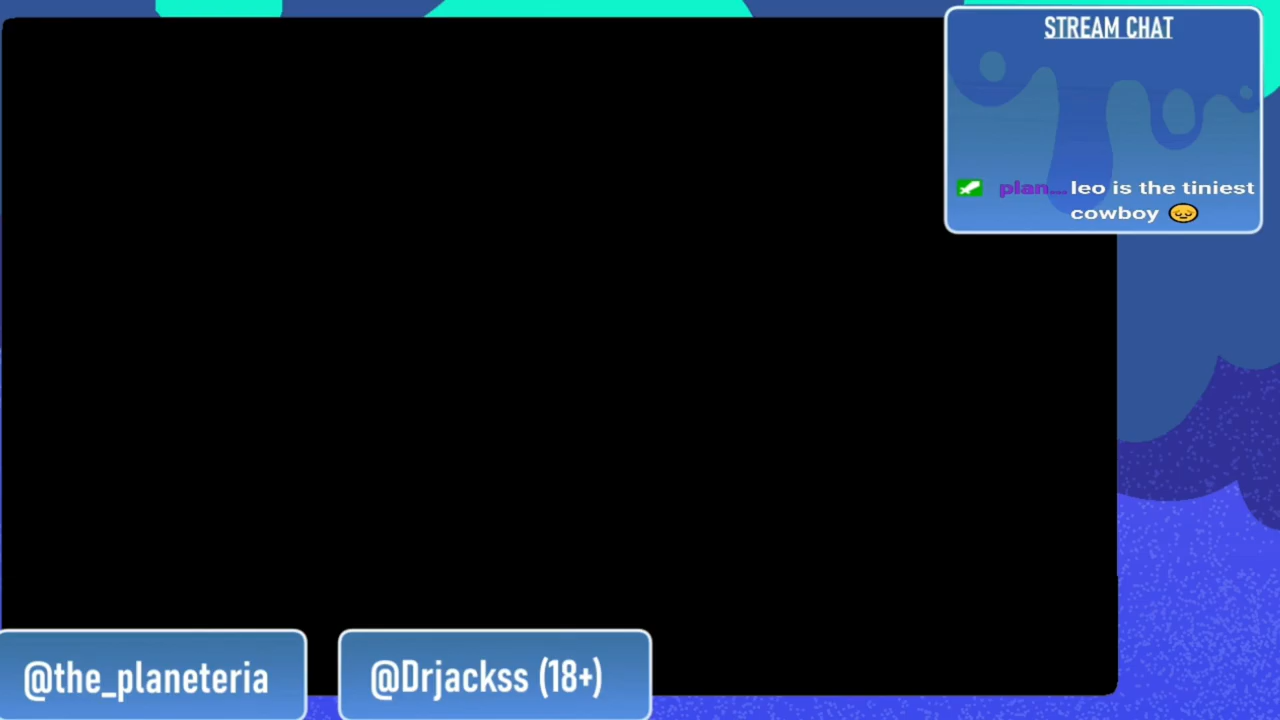 STREAM CHAT
plan... leo is the tiniest
cowboy 😔
@the_planeteria
@Drjackss (18+)